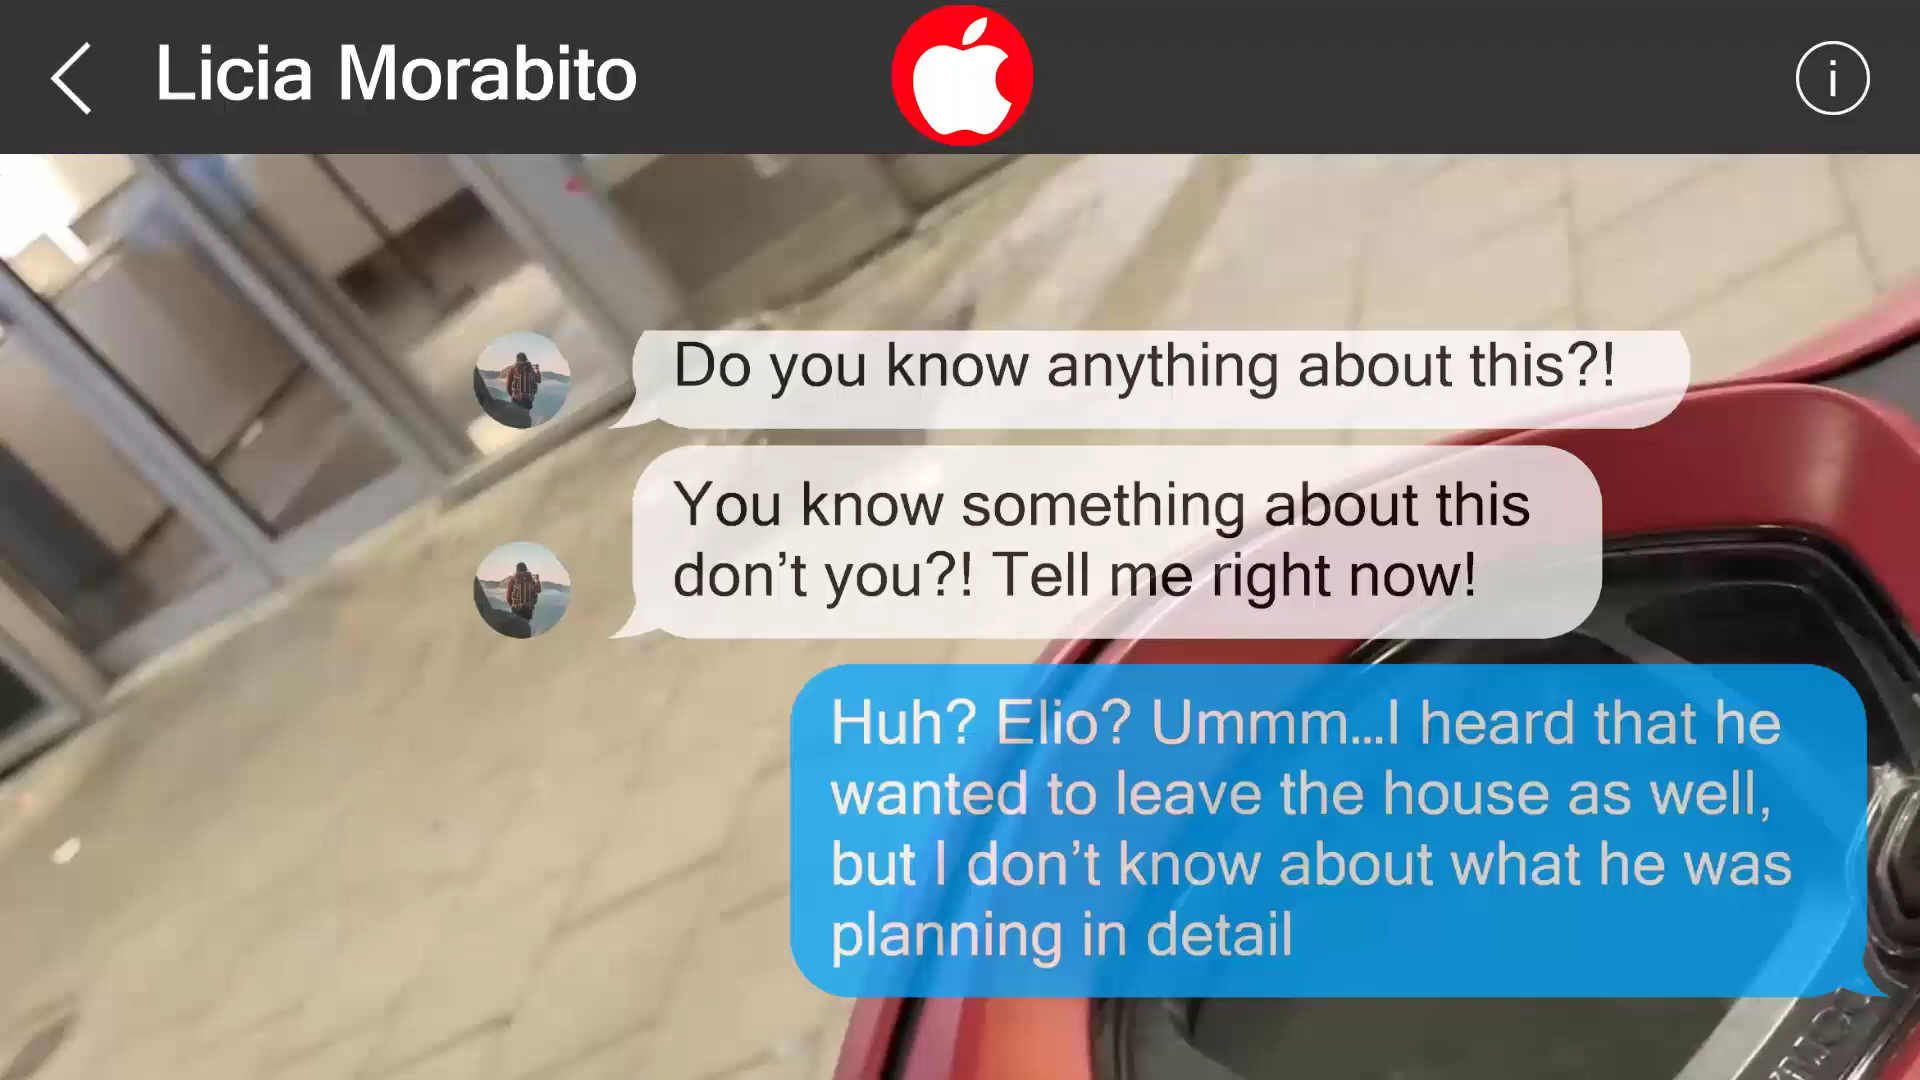 Licia Morabito
Do you know anything about this?!
You know something about this
don’t you?! Tell me right now!
Huh? Elio? Ummm...I heard that he
wanted to leave the house as well,
but I don’t know about what he was
planning in detail